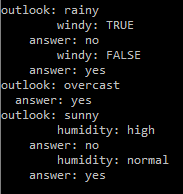 outlook: rainy
windy: TRUE
answer: no
windy: FALSE
answer: yes
outlook: overcast
answer: yes
outlook: sunny
humidity: high
answer: no
humidity: normal
answer: yes